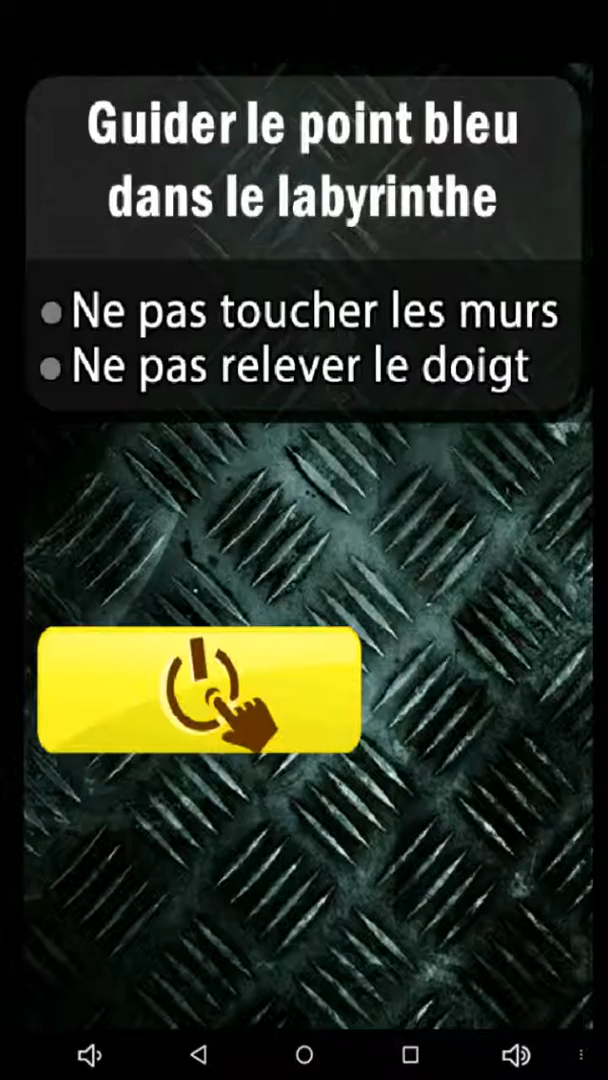 Guider le point bleu
dans le labyrinthe
Ne pas toucher les murs
Ne pas relever le doigt